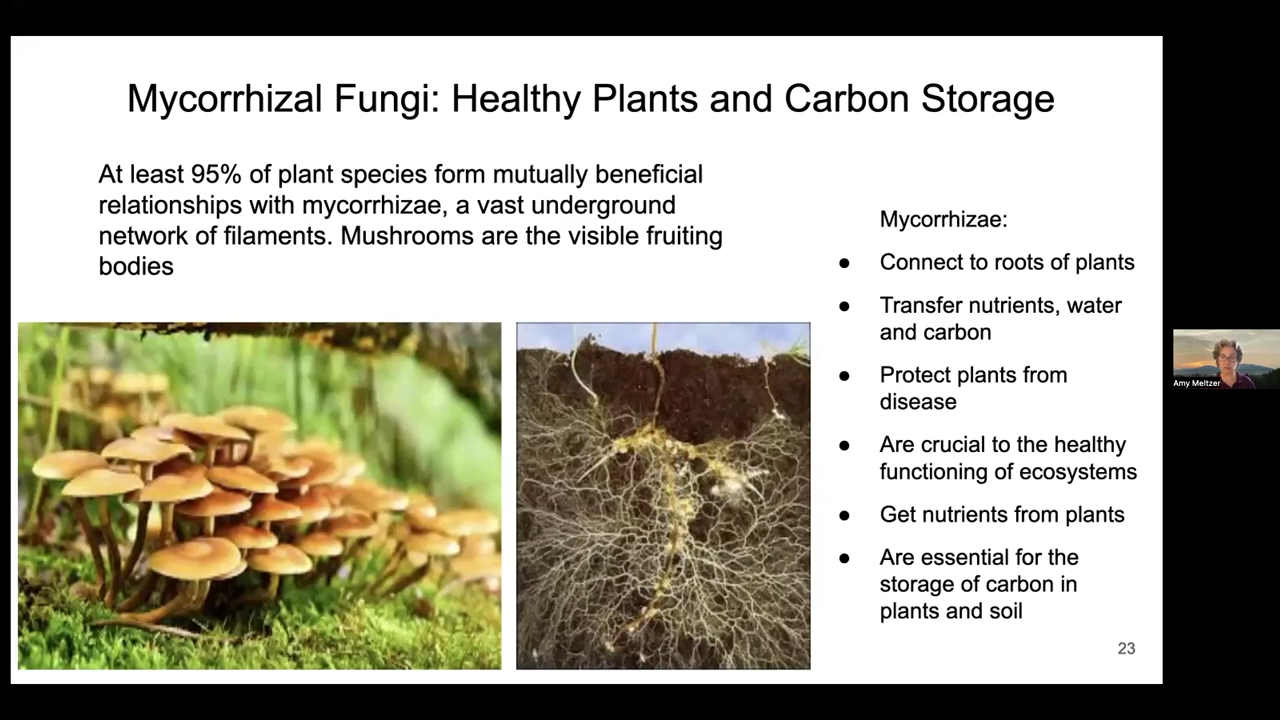 Mycorrhizal Fungi: Healthy Plants and Carbon Storage
At least 95% of plant species form mutually beneficial
relationships with mycorrhizae, a vast underground
network of filaments. Mushrooms are the visible fruiting
bodies
Mycorrhizae:
● Connect to roots of plants
● Transfer nutrients, water
and carbon
● Protect plants from
disease
● Are crucial to the healthy
functioning of ecosystems
● Get nutrients from plants
● Are essential for the
storage of carbon in
plants and soil
23
Amy Meltzer